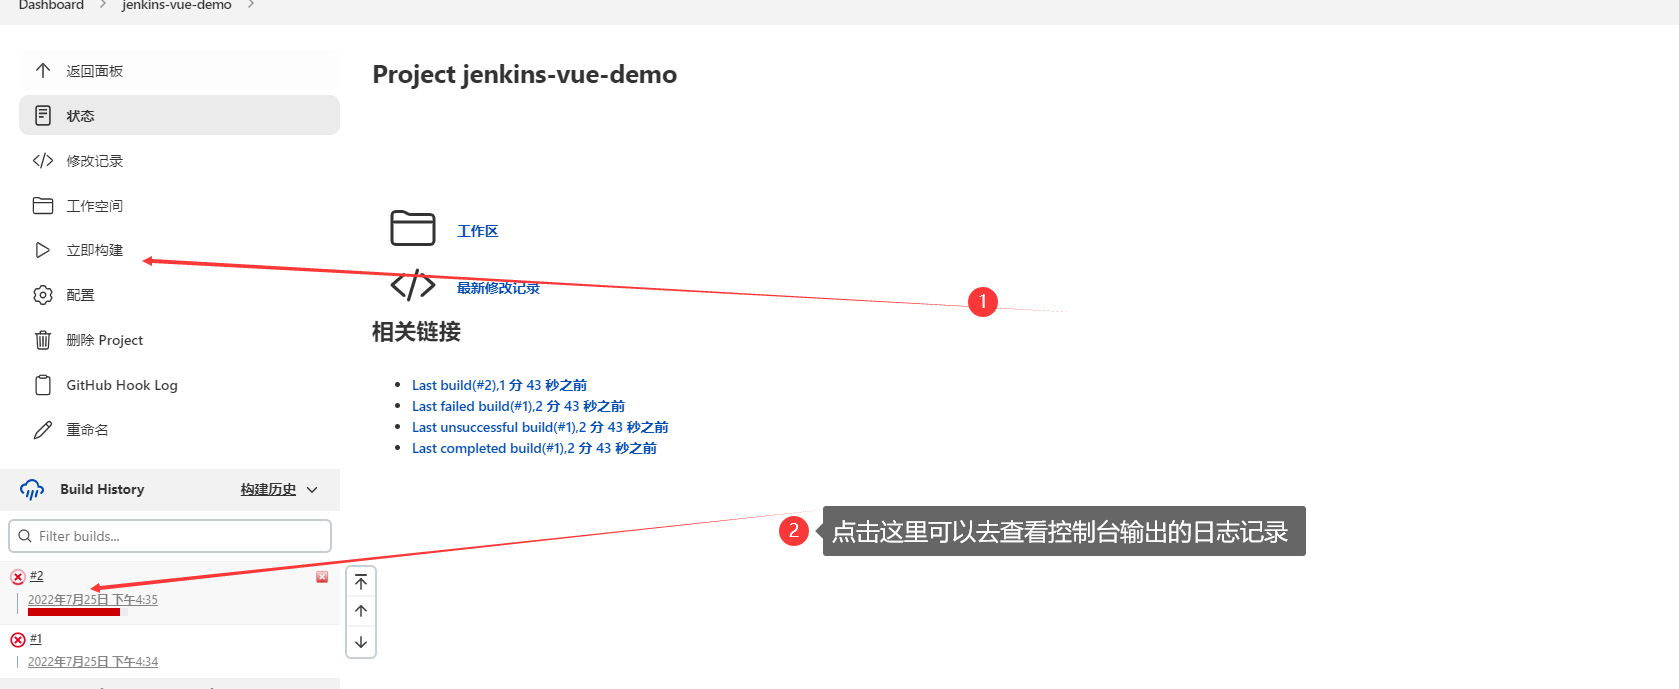 Dashboard > jenkins-vue-demo >
返回面板
状态
修改记录
工作空间
立即构建
配置
删除 Project
GitHub Hook Log
重命名
Build History 构建历史
Filter builds...
#2
2022年7月25日 下午4:35
#1
2022年7月25日 下午4:34
Project jenkins-vue-demo
工作区
最新修改记录
1
相关链接
Last build(#2),1 分 43 秒之前
Last failed build(#1),2 分 43 秒之前
Last unsuccessful build(#1),2 分 43 秒之前
Last completed build(#1),2 分 43 秒之前
2 点击这里可以去查看控制台输出的日志记录